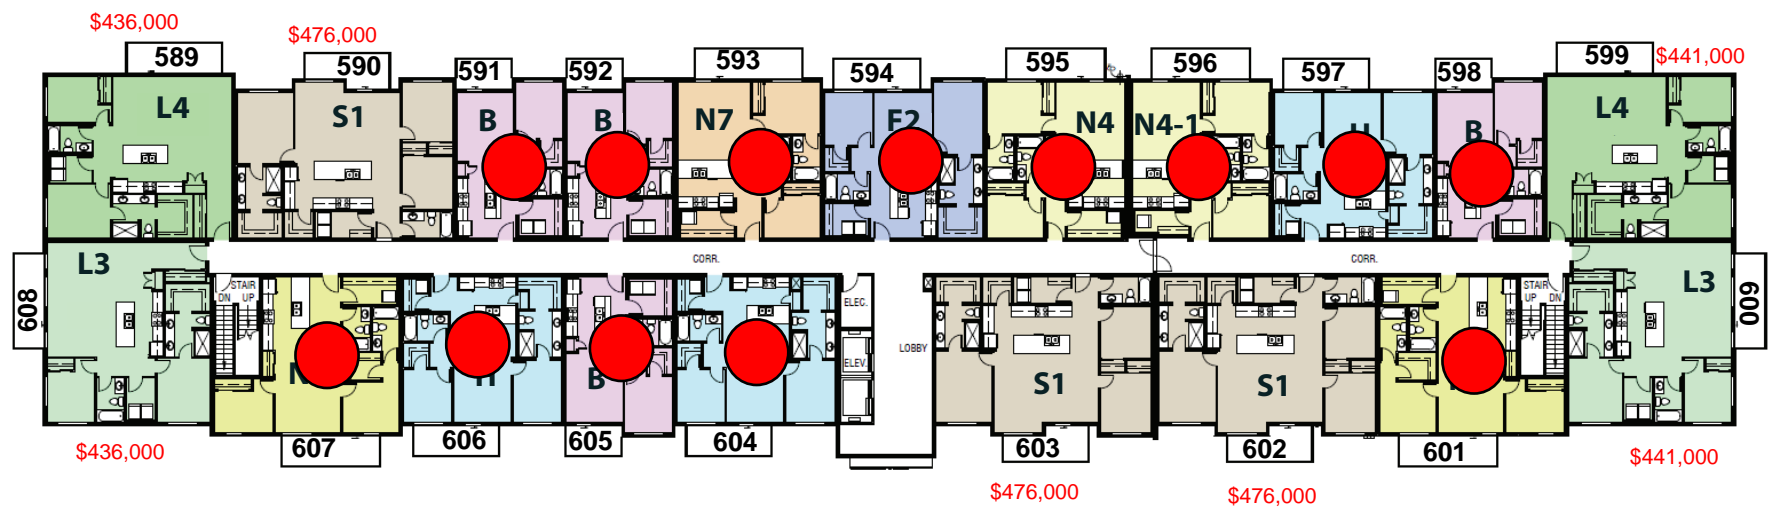 $436,000
$476,000
$441,000
589
590
591
592
593
594
595
596
597
598
599
L4
S1
B
B
N7
F2
N4
N4-1
H
B
L4
CORR.
CORR.
L3
L3
608
600
STAIR
DN UP
ELEC.
ELEV.
LOBBY
STAIR
UP DN
N
H
B
S1
S1
607
606
605
604
603
602
601
$436,000
$476,000
$476,000
$441,000